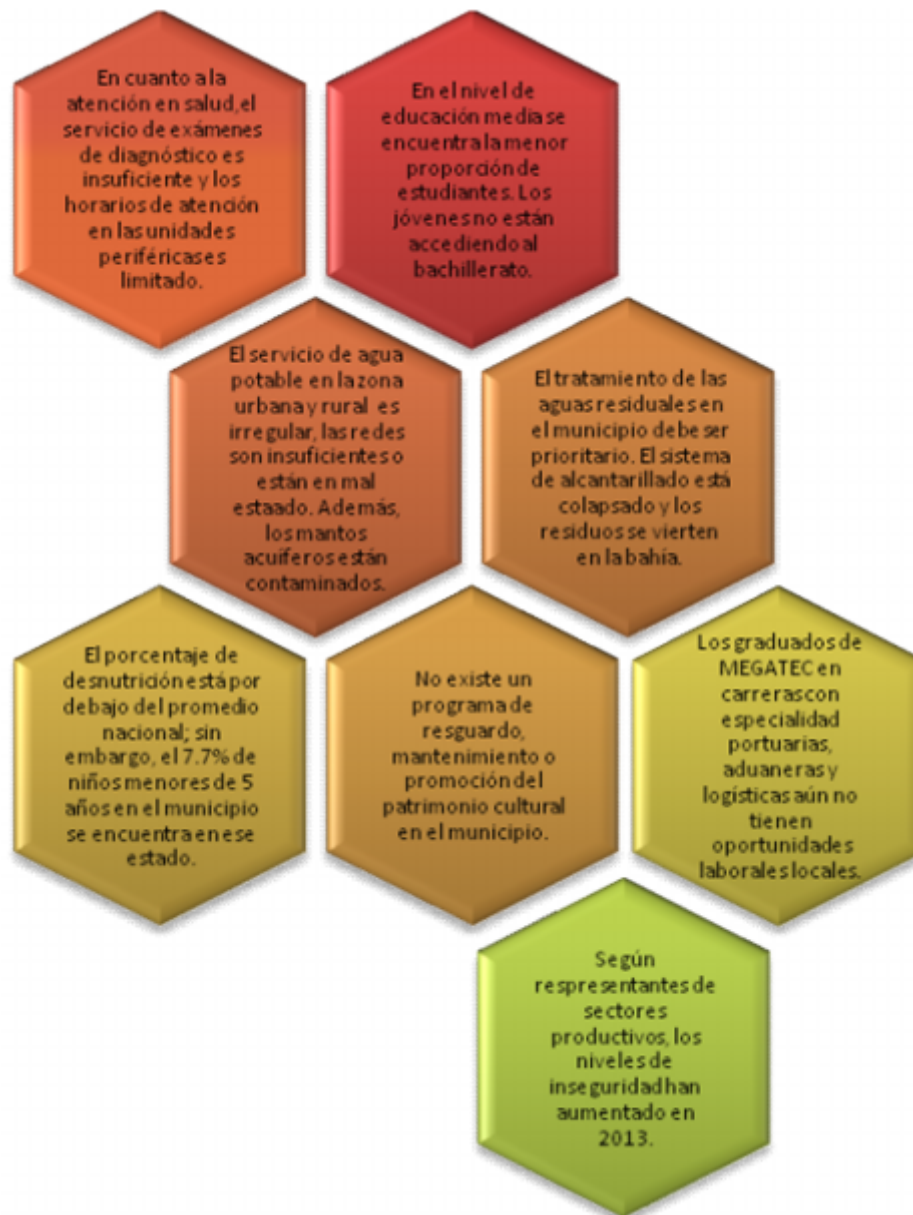 En cuanto a la
atención en salud, el
servicio de exámenes
de diagnóstico es
insuficiente y los
horarios de atención
en las unidades
periféricas es
limitado.
En el nivel de
educación media se
encuentra la menor
proporción de
estudiantes. Los
jóvenes no están
accediendo al
bachillerato.
El servicio de agua
potable en la zona
urbana y rural es
irregular, las redes
son insuficientes o
están en mal
estaado. Además,
los mantos
acuíferos están
contaminados.
El tratamiento de las
aguas residuales en
el municipio debe ser
prioritario. El sistema
de alcantarillado está
colapsado y los
residuos se vierten
en la bahía.
El porcentaje de
desnutrición está por
debajo del promedio
nacional; sin
embargo, el 7.7% de
niños menores de 5
años en el municipio
se encuentra en ese
estado.
No existe un
programa de
resguardo,
mantenimiento o
promoción del
patrimonio cultural
en el municipio.
Los graduados de
MEGATEC en
carreras con
especialidad
portuarias,
aduaneras y
logísticas aún no
tienen
oportunidades
laborales locales.
Según
respresentantes de
sectores
productivos, los
niveles de
inseguridad han
aumentado en
2013.